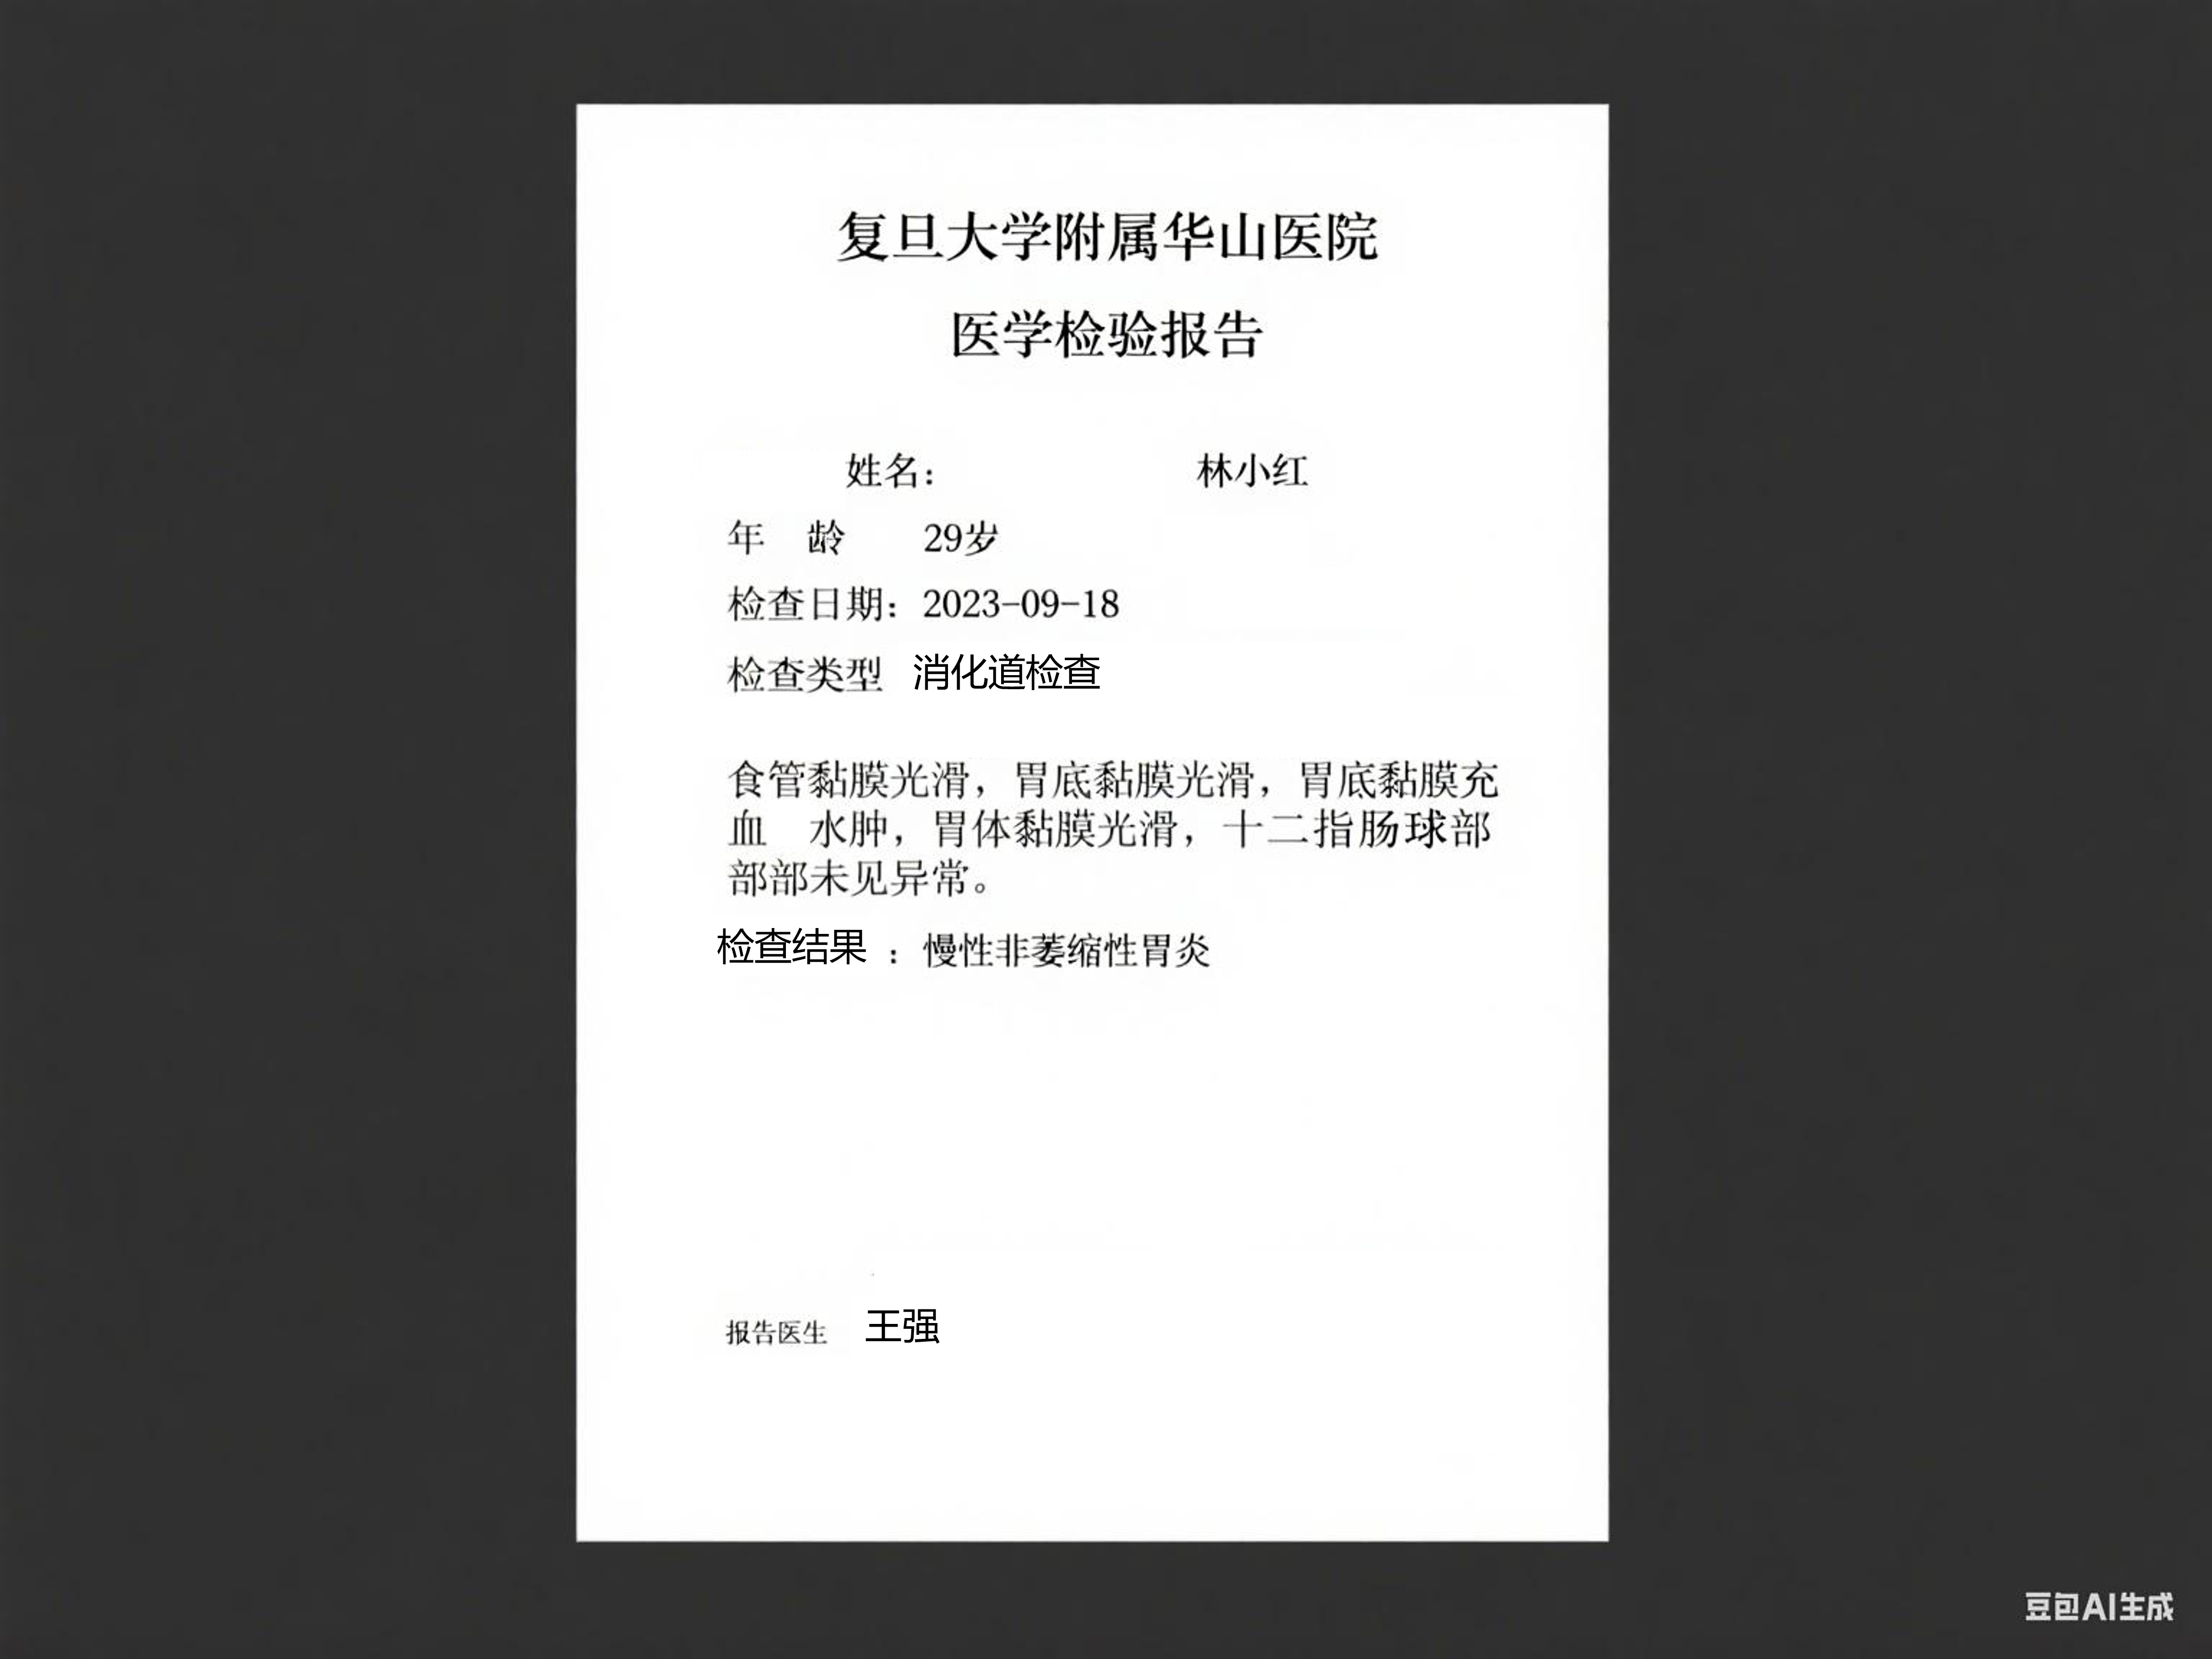 复旦大学附属华山医院
医学检验报告
姓名： 林小红
年 龄 29岁
检查日期：2023-09-18
检查类型 消化道检查
食管黏膜光滑，胃底黏膜光滑，胃底黏膜充
血 水肿，胃体黏膜光滑，十二指肠球部
部部未见异常。
检查结果 ：慢性非萎缩性胃炎
报告医生 王强
豆包AI生成